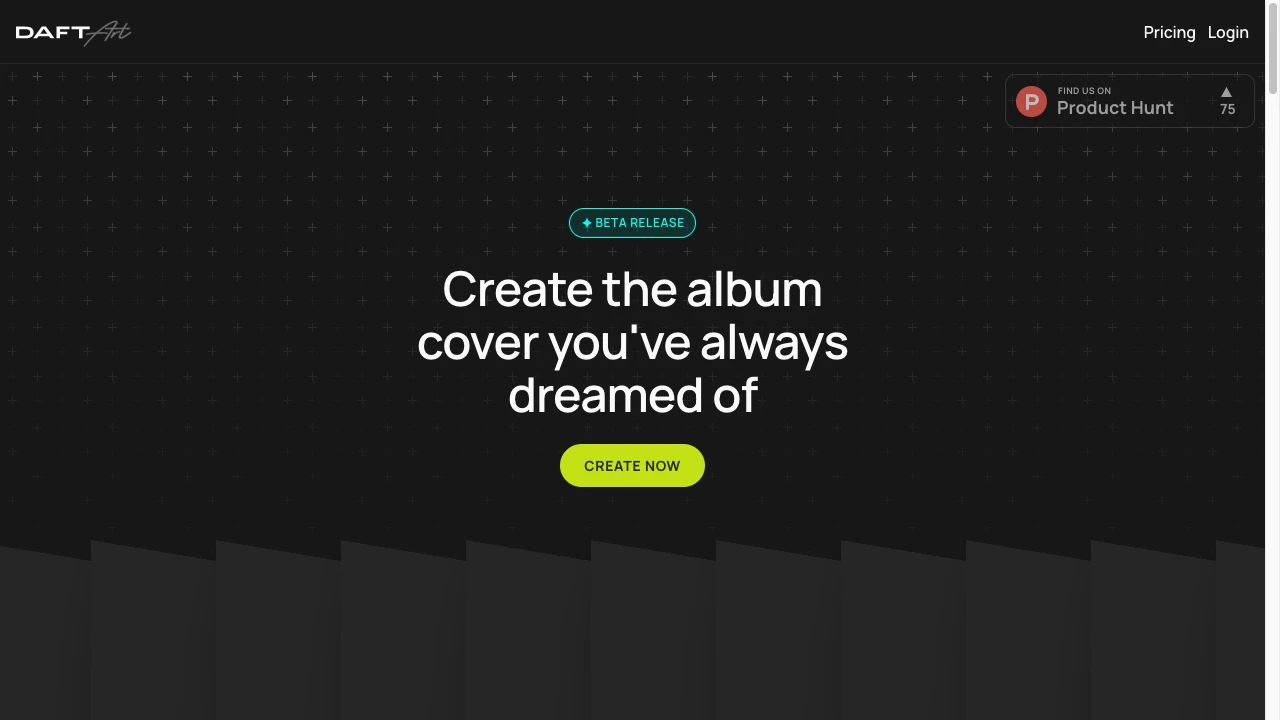 DAFT Art
Pricing
Login
FIND US ON
Product Hunt
75
BETA RELEASE
Create the album
cover you've always
dreamed of
CREATE NOW